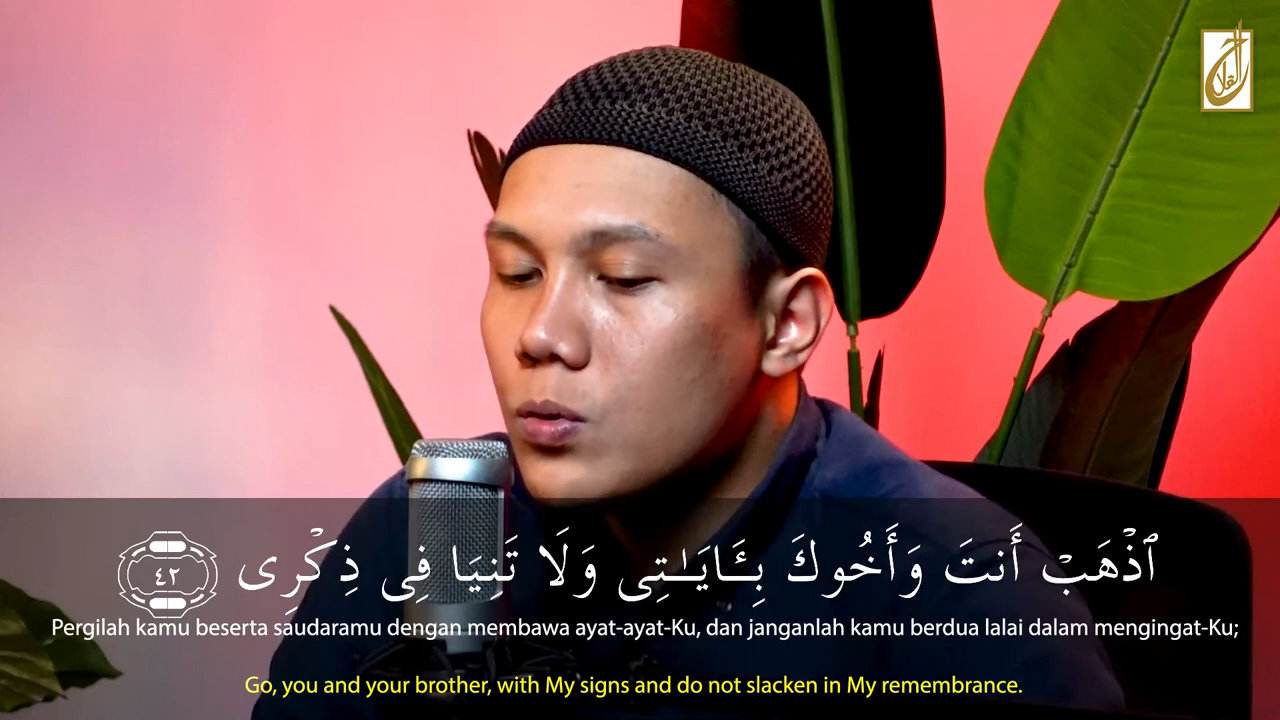 العلا
ٱذْهَبْ أَنتَ وَأَخُوكَ بِـَٔايَـٰتِى وَلَا تَنِيَا فِى ذِكْرِى ٤٢
Pergilah kamu beserta saudaramu dengan membawa ayat-ayat-Ku, dan janganlah kamu berdua lalai dalam mengingat-Ku;
Go, you and your brother, with My signs and do not slacken in My remembrance.